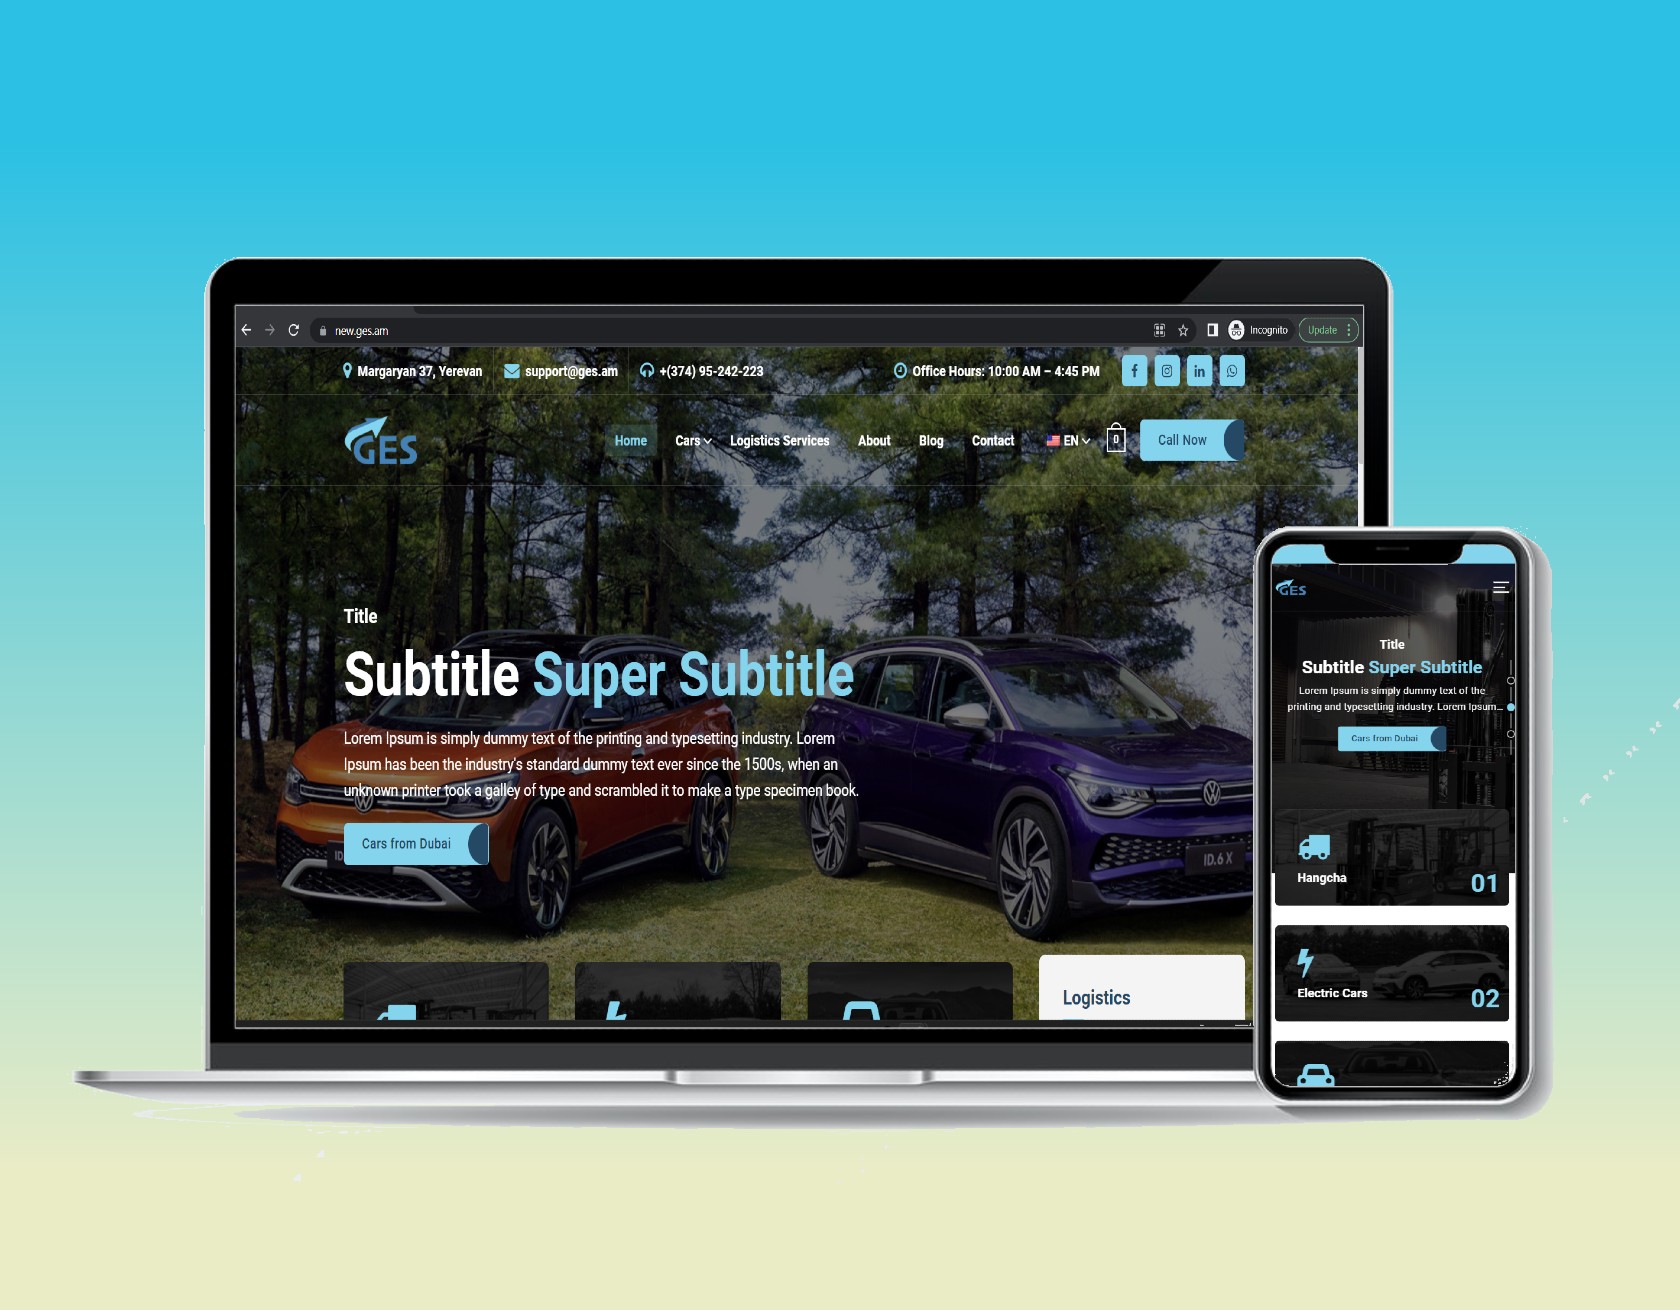 new.ges.am
Incognito
Update
Margaryan 37, Yerevan
support@ges.am
+(374) 95-242-223
Office Hours: 10:00 AM – 4:45 PM
GES
Home
Cars
Logistics Services
About
Blog
Contact
EN
0
Call Now
Title
Subtitle Super Subtitle
Lorem Ipsum is simply dummy text of the printing and typesetting industry. Lorem
Ipsum has been the industry's standard dummy text ever since the 1500s, when an
unknown printer took a galley of type and scrambled it to make a type specimen book.
ID
Cars from Dubai
ID.6 X
Logistics
GES
Title
Subtitle Super Subtitle
Lorem Ipsum is simply dummy text of the
printing and typesetting industry. Lorem Ipsum...
Cars from Dubai
Hangcha
01
Electric Cars
02